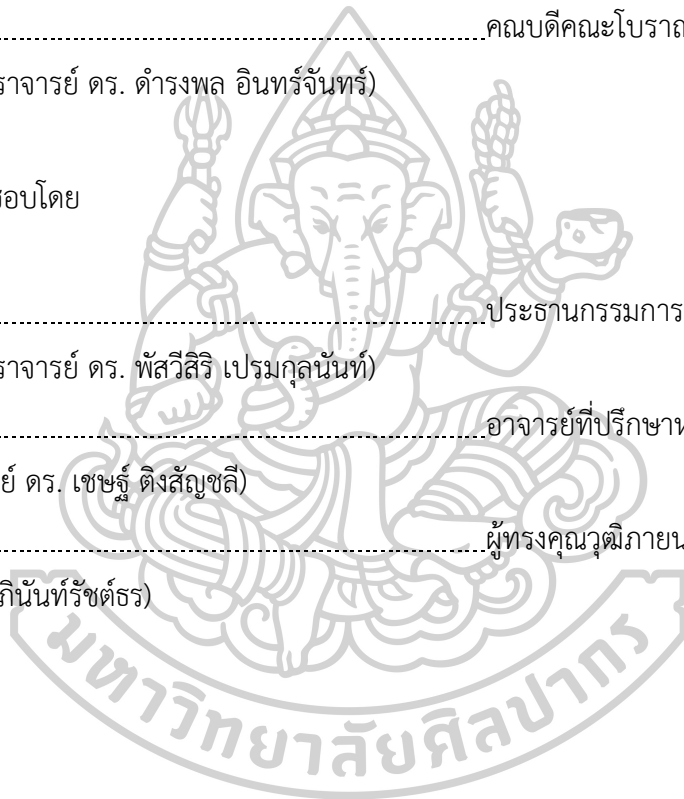 คณบดีคณะโบราณ
ราจารย์ ดร. ดำรงพล อินทร์จันทร์)
สอบโดย
ประธานกรรมการ
ราจารย์ ดร. พัสวีสิริ เปรมกุลนันท์)
อาจารย์ที่ปรึกษาห
ย์ ดร. เชษฐ์ ติงสัญชลี)
ผู้ทรงคุณวุฒิภายน
ภินันท์รัชต์ธร)
มหาวิทยาลัยศิลปากร